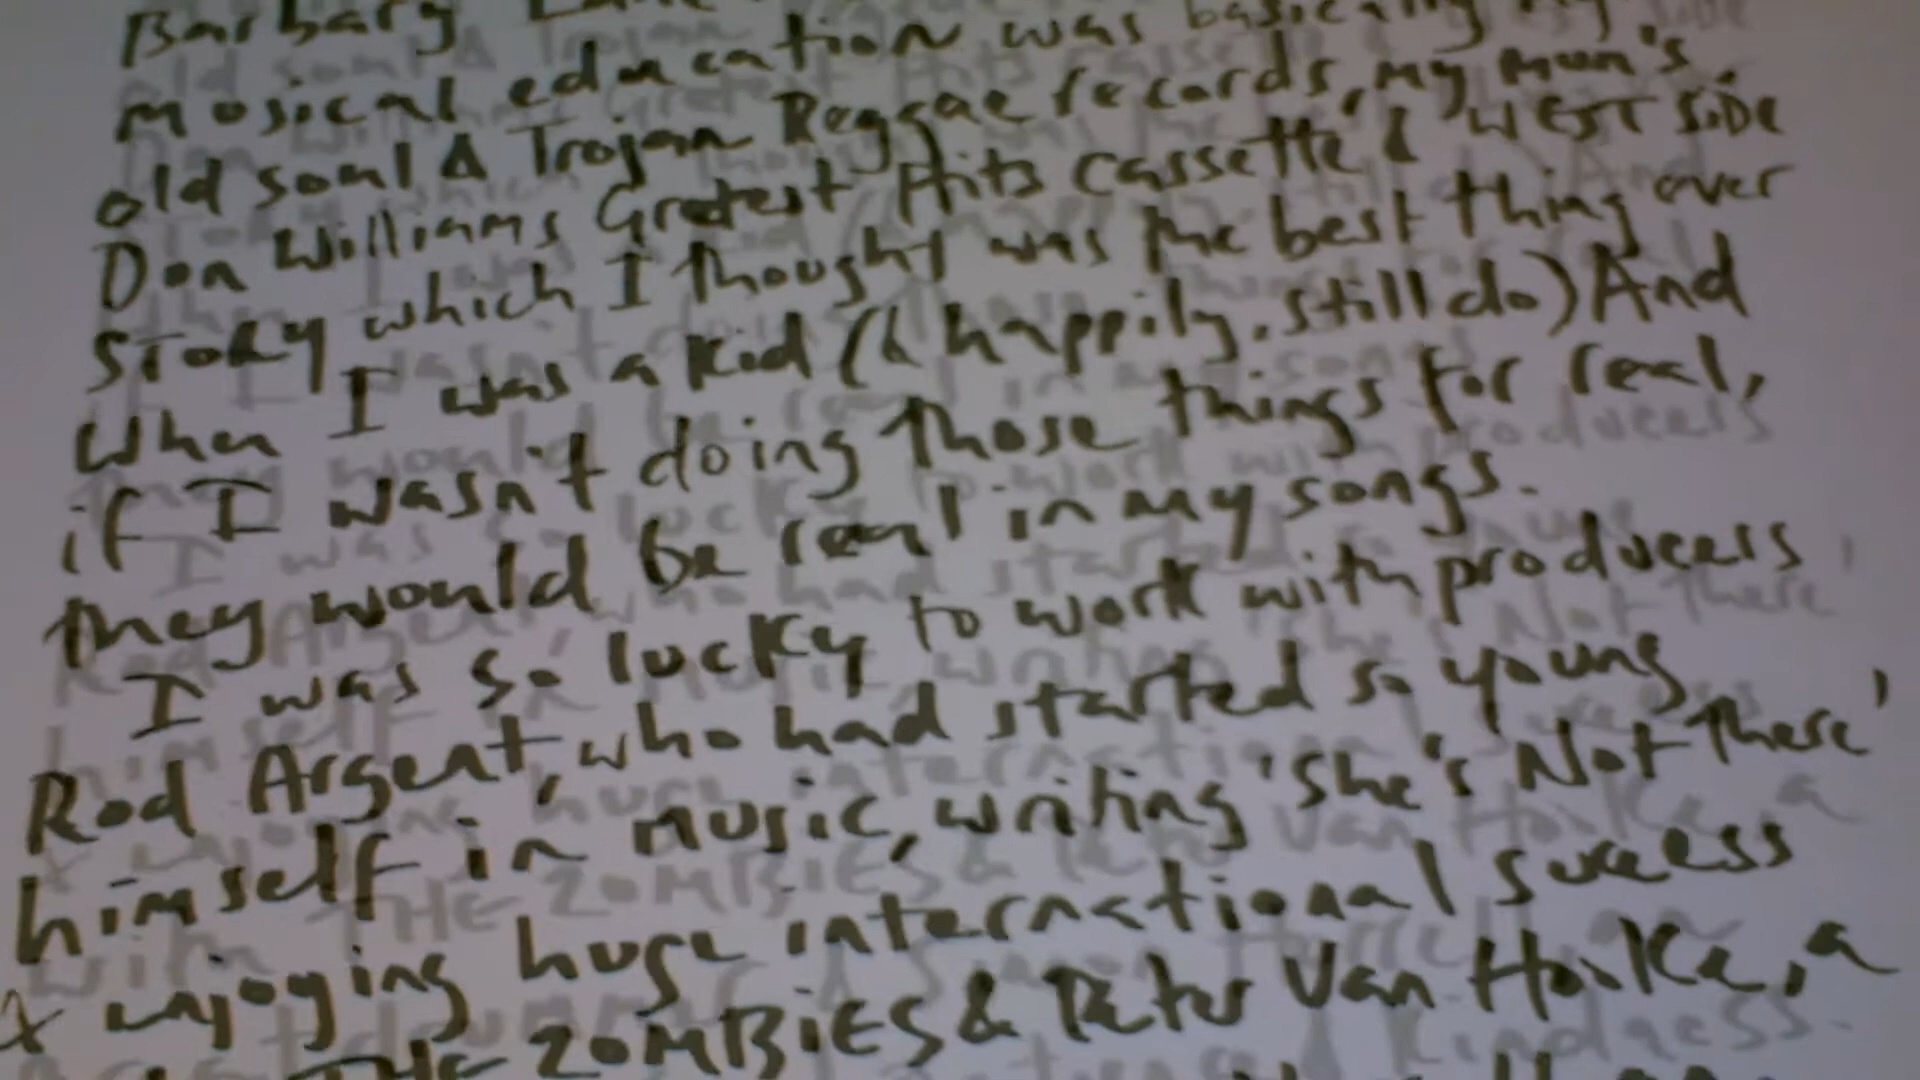 Barbary
musical education was basically my
old soul & Trojan Reggae records, my mum's
Don Williams Gretest Hits cassette & WEST SIDE
STORY which I thought was the best thing ever
when I was a kid (& happily, still do) And
if I wasn't doing those things for real,
they would be real in my songs.
I was so lucky to work with producers
Rod Argent, who had started so young
himself in music, writing 'She's Not There'
& enjoying huge international success
THE ZOMBIES & Peter Van Hooke, a